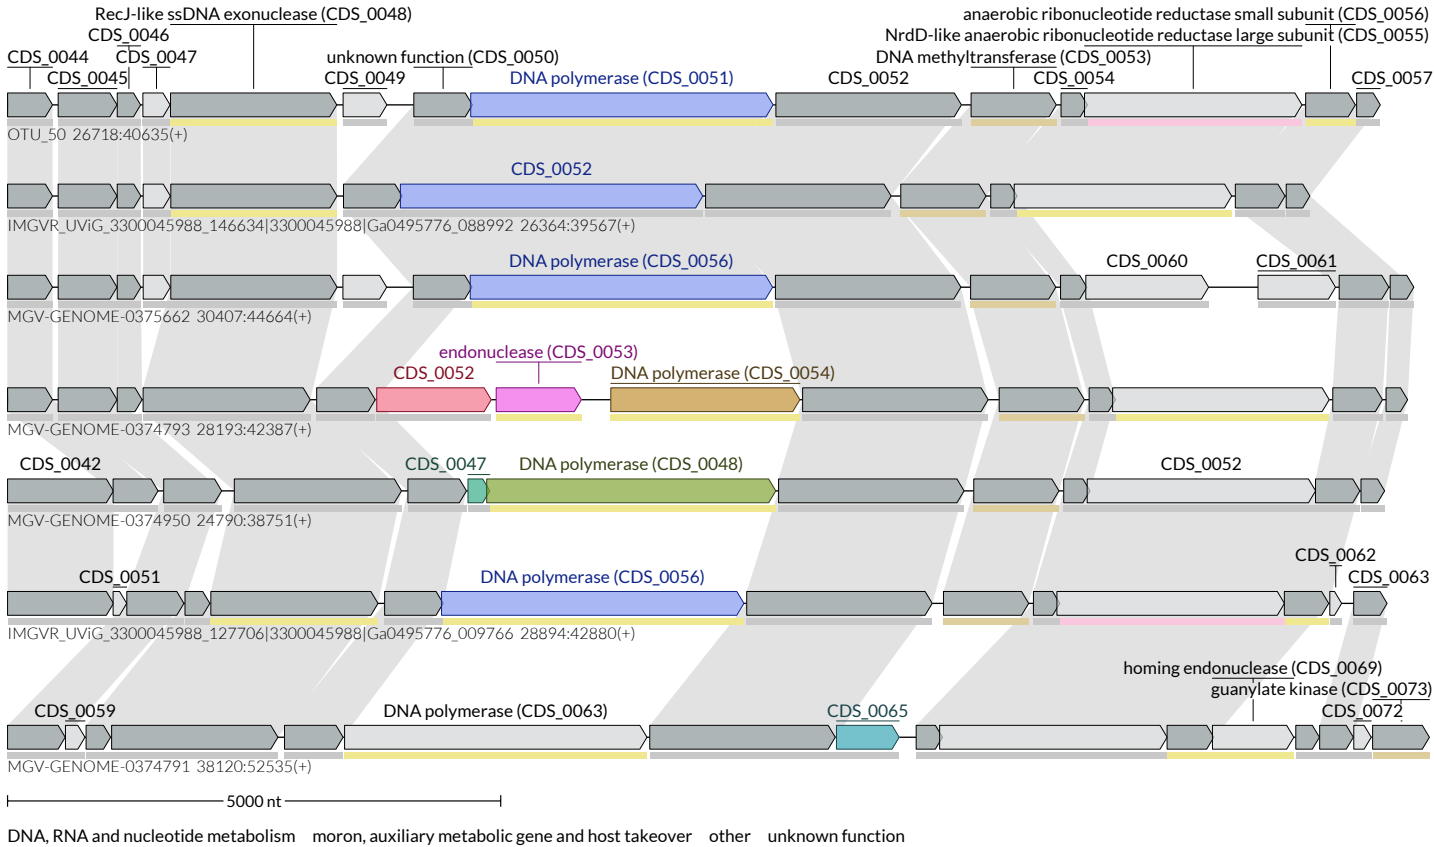 RecJ-like ssDNA exonuclease (CDS_0048)
anaerobic ribonucleotide reductase small subunit (CDS_0056)
CDS_0046
NrdD-like anaerobic ribonucleotide reductase large subunit (CDS_0055)
CDS_0044
CDS_0047
unknown function (CDS_0050)
DNA methyltransferase (CDS_0053)
CDS_0045
CDS_0049
DNA polymerase (CDS_0051)
CDS_0052
CDS_0054
CDS_0057
OTU_50 26718:40635(+)
CDS_0052
IMGVR_UViG_3300045988_146634|3300045988|Ga0495776_088992 26364:39567(+)
DNA polymerase (CDS_0056)
CDS_0060
CDS_0061
MGV-GENOME-0375662 30407:44664(+)
endonuclease (CDS_0053)
CDS_0052
DNA polymerase (CDS_0054)
MGV-GENOME-0374793 28193:42387(+)
CDS_0042
CDS_0047
DNA polymerase (CDS_0048)
CDS_0052
MGV-GENOME-0374950 24790:38751(+)
CDS_0062
CDS_0051
DNA polymerase (CDS_0056)
CDS_0063
IMGVR_UViG_3300045988_127706|3300045988|Ga0495776_009766 28894:42880(+)
homing endonuclease (CDS_0069)
guanylate kinase (CDS_0073)
CDS_0059
DNA polymerase (CDS_0063)
CDS_0065
CDS_0072
MGV-GENOME-0374791 38120:52535(+)
5000 nt
DNA, RNA and nucleotide metabolism moron, auxiliary metabolic gene and host takeover other unknown function